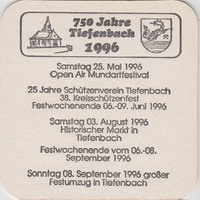 750 Jahre
Tiefenbach
1996
Samstag 25. Mai 1996
Open Air Mundartfestival
25 Jahre Schützenverein Tiefenbach
38. Kreisschützenfest
Festwochenende 06.-09. Juni 1996
Samstag 03. August 1996
Historischer Markt in
Tiefenbach
Festwochenende vom 06.-08.
September 1996
Sonntag 08. September 1996 großer
Festumzug in Tiefenbach